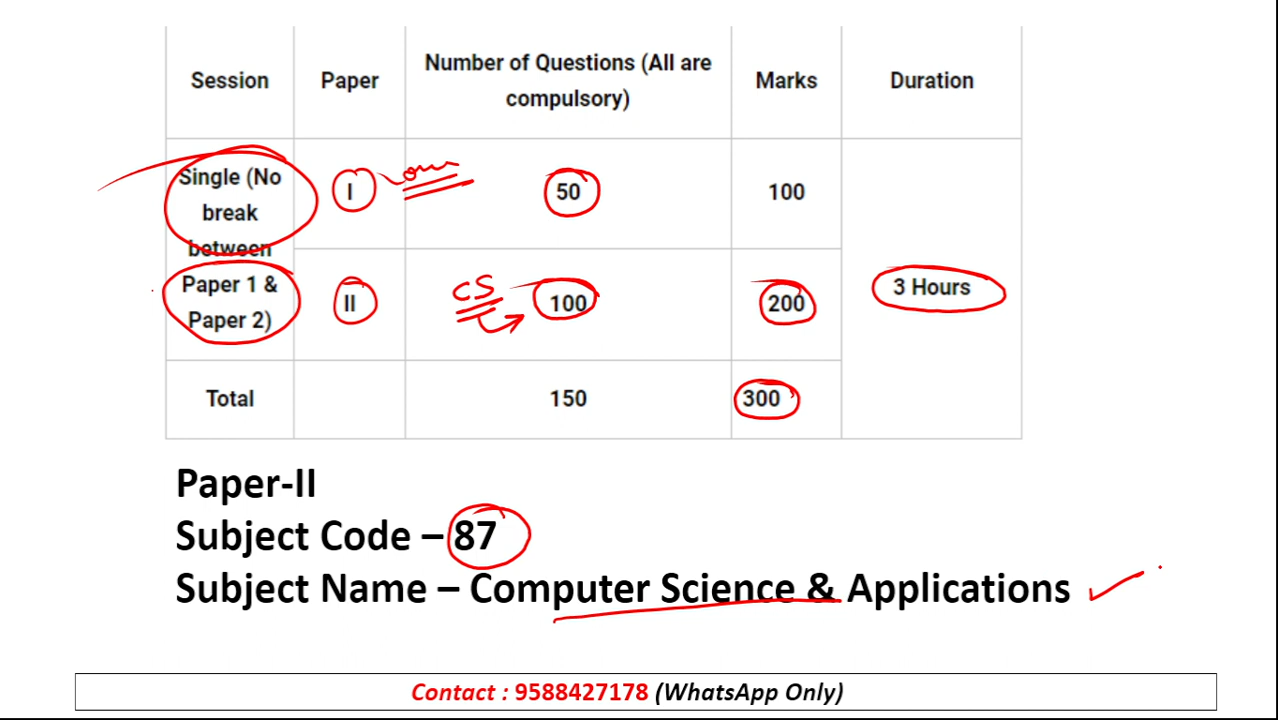 Session Paper Number of Questions (All are compulsory) Marks Duration
Single (No
break
between
Paper 1 &
Paper 2)
I 50 100
II CS 100 200 3 Hours
Total 150 300
Paper-II
Subject Code – 87
Subject Name – Computer Science & Applications
Contact : 9588427178 (WhatsApp Only)